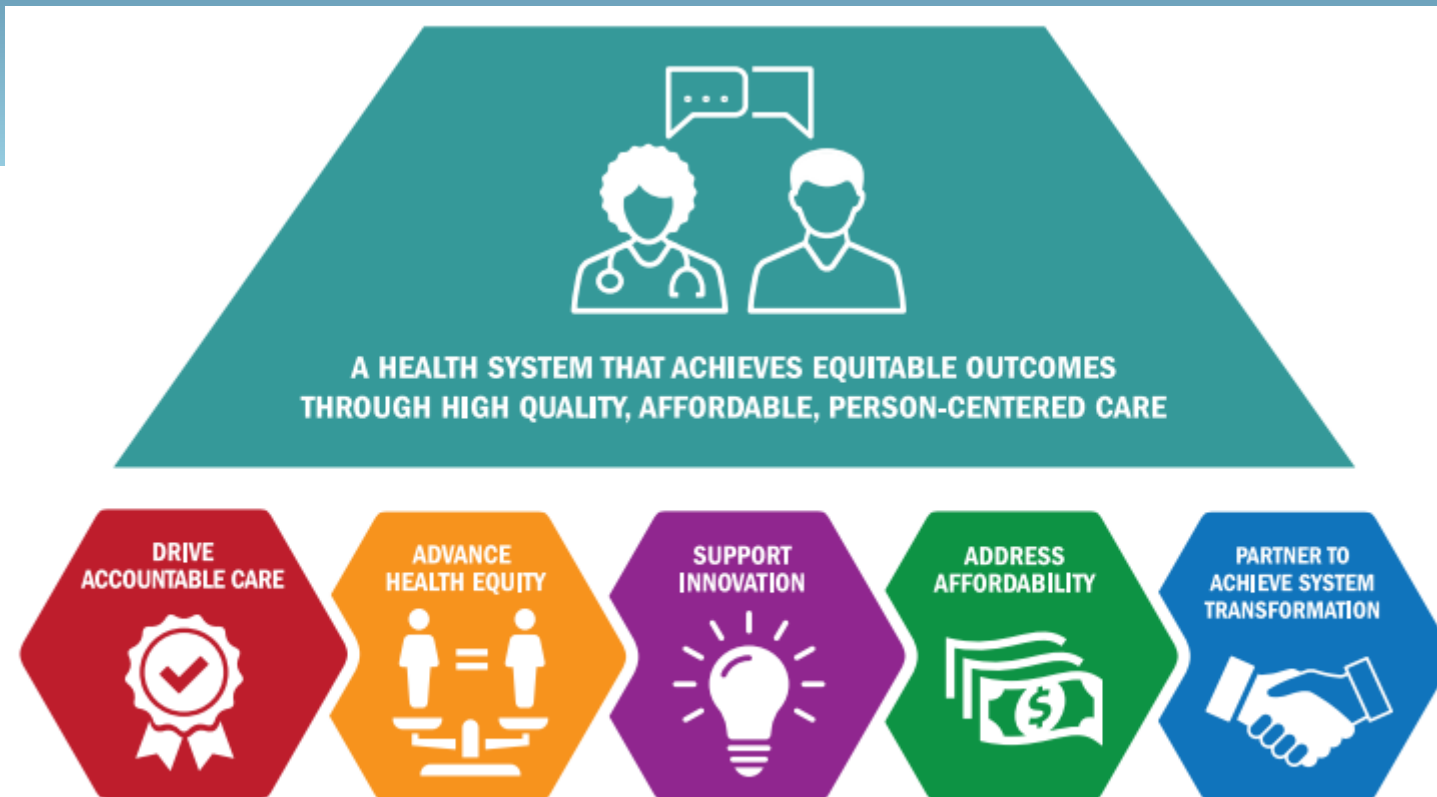 A HEALTH SYSTEM THAT ACHIEVES EQUITABLE OUTCOMES
THROUGH HIGH QUALITY, AFFORDABLE, PERSON-CENTERED CARE
DRIVE
ACCOUNTABLE CARE
ADVANCE
HEALTH EQUITY
=
SUPPORT
INNOVATION
ADDRESS
AFFORDABILITY
$
PARTNER TO
ACHIEVE SYSTEM
TRANSFORMATION